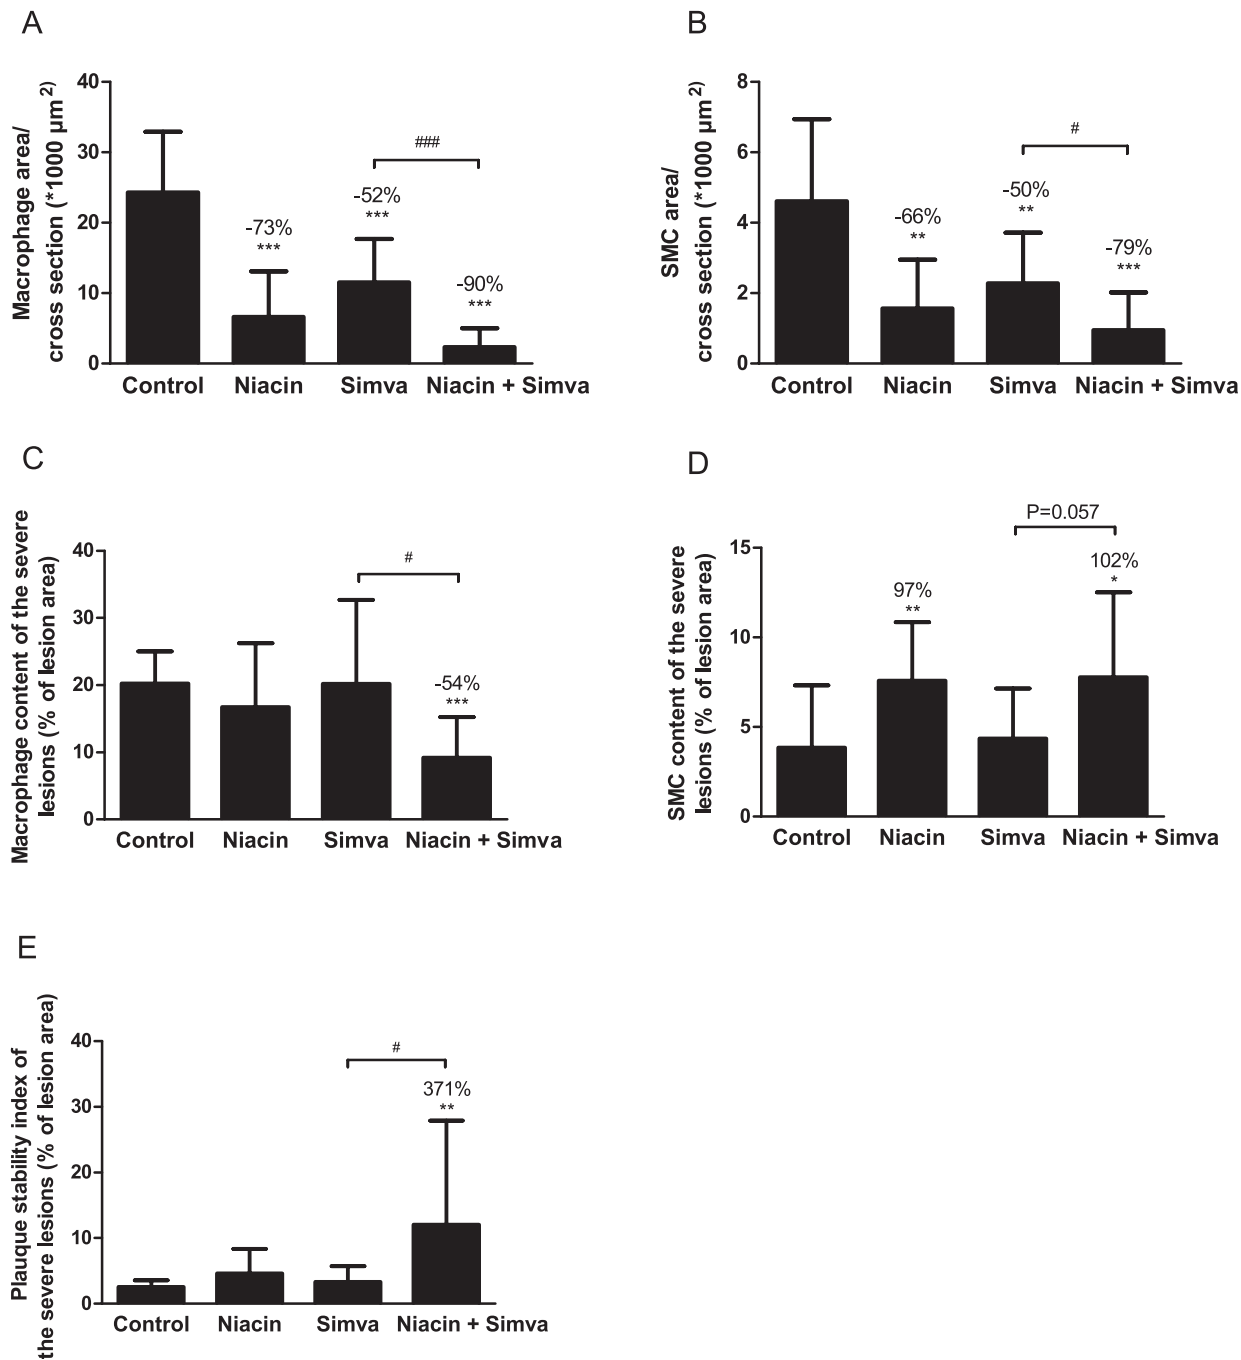 A
Macrophage area/
cross section (*1000 µm²)
40
30
20
10
0
###
-73%
***
-52%
***
-90%
***
Control Niacin Simva Niacin + Simva
B
SMC area/
cross section (*1000 µm²)
8
6
4
2
0
#
-66%
**
-50%
**
-79%
***
Control Niacin Simva Niacin + Simva
C
Macrophage content of the severe
lesions (% of lesion area)
40
30
20
10
0
#
-54%
***
Control Niacin Simva Niacin + Simva
D
SMC content of the severe
lesions (% of lesion area)
15
10
5
0
P=0.057
97%
**
102%
*
Control Niacin Simva Niacin + Simva
E
Plauque stability index of
the severe lesions (% of lesion area)
40
30
20
10
0
#
371%
**
Control Niacin Simva Niacin + Simva